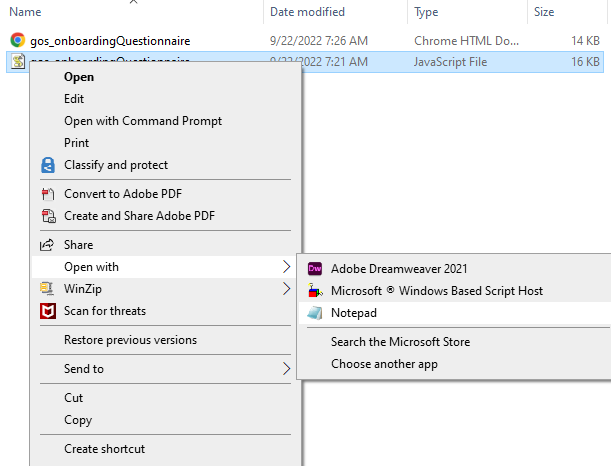 Name Date modified Type Size
gos_onboardingQuestionnaire 9/22/2022 7:26 AM Chrome HTML Do... 14 KB
gos_onboardingQuestionnaire 9/22/2022 7:21 AM JavaScript File 16 KB
Open
Edit
Open with Command Prompt
Print
Classify and protect
Convert to Adobe PDF
Create and Share Adobe PDF
Share
Open with
Adobe Dreamweaver 2021
WinZip
Microsoft ® Windows Based Script Host
Scan for threats
Notepad
Restore previous versions
Search the Microsoft Store
Send to
Choose another app
Cut
Copy
Create shortcut